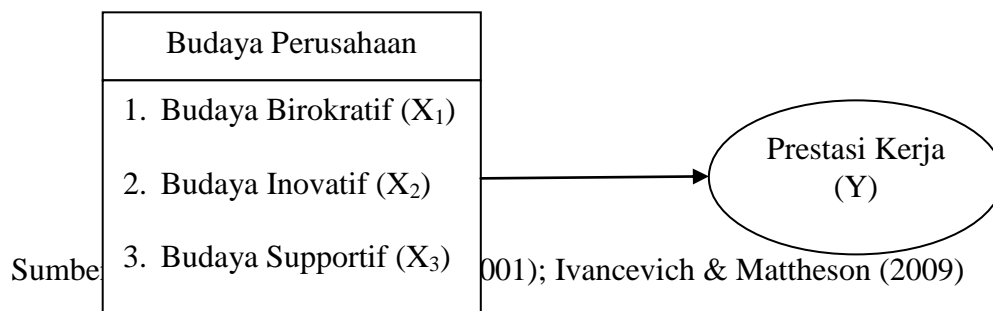 Budaya Perusahaan
1. Budaya Birokratif (X₁)
2. Budaya Inovatif (X₂)
3. Budaya Supportif (X₃)
Prestasi Kerja
(Y)
001); Ivancevich & Mattheson (2009)